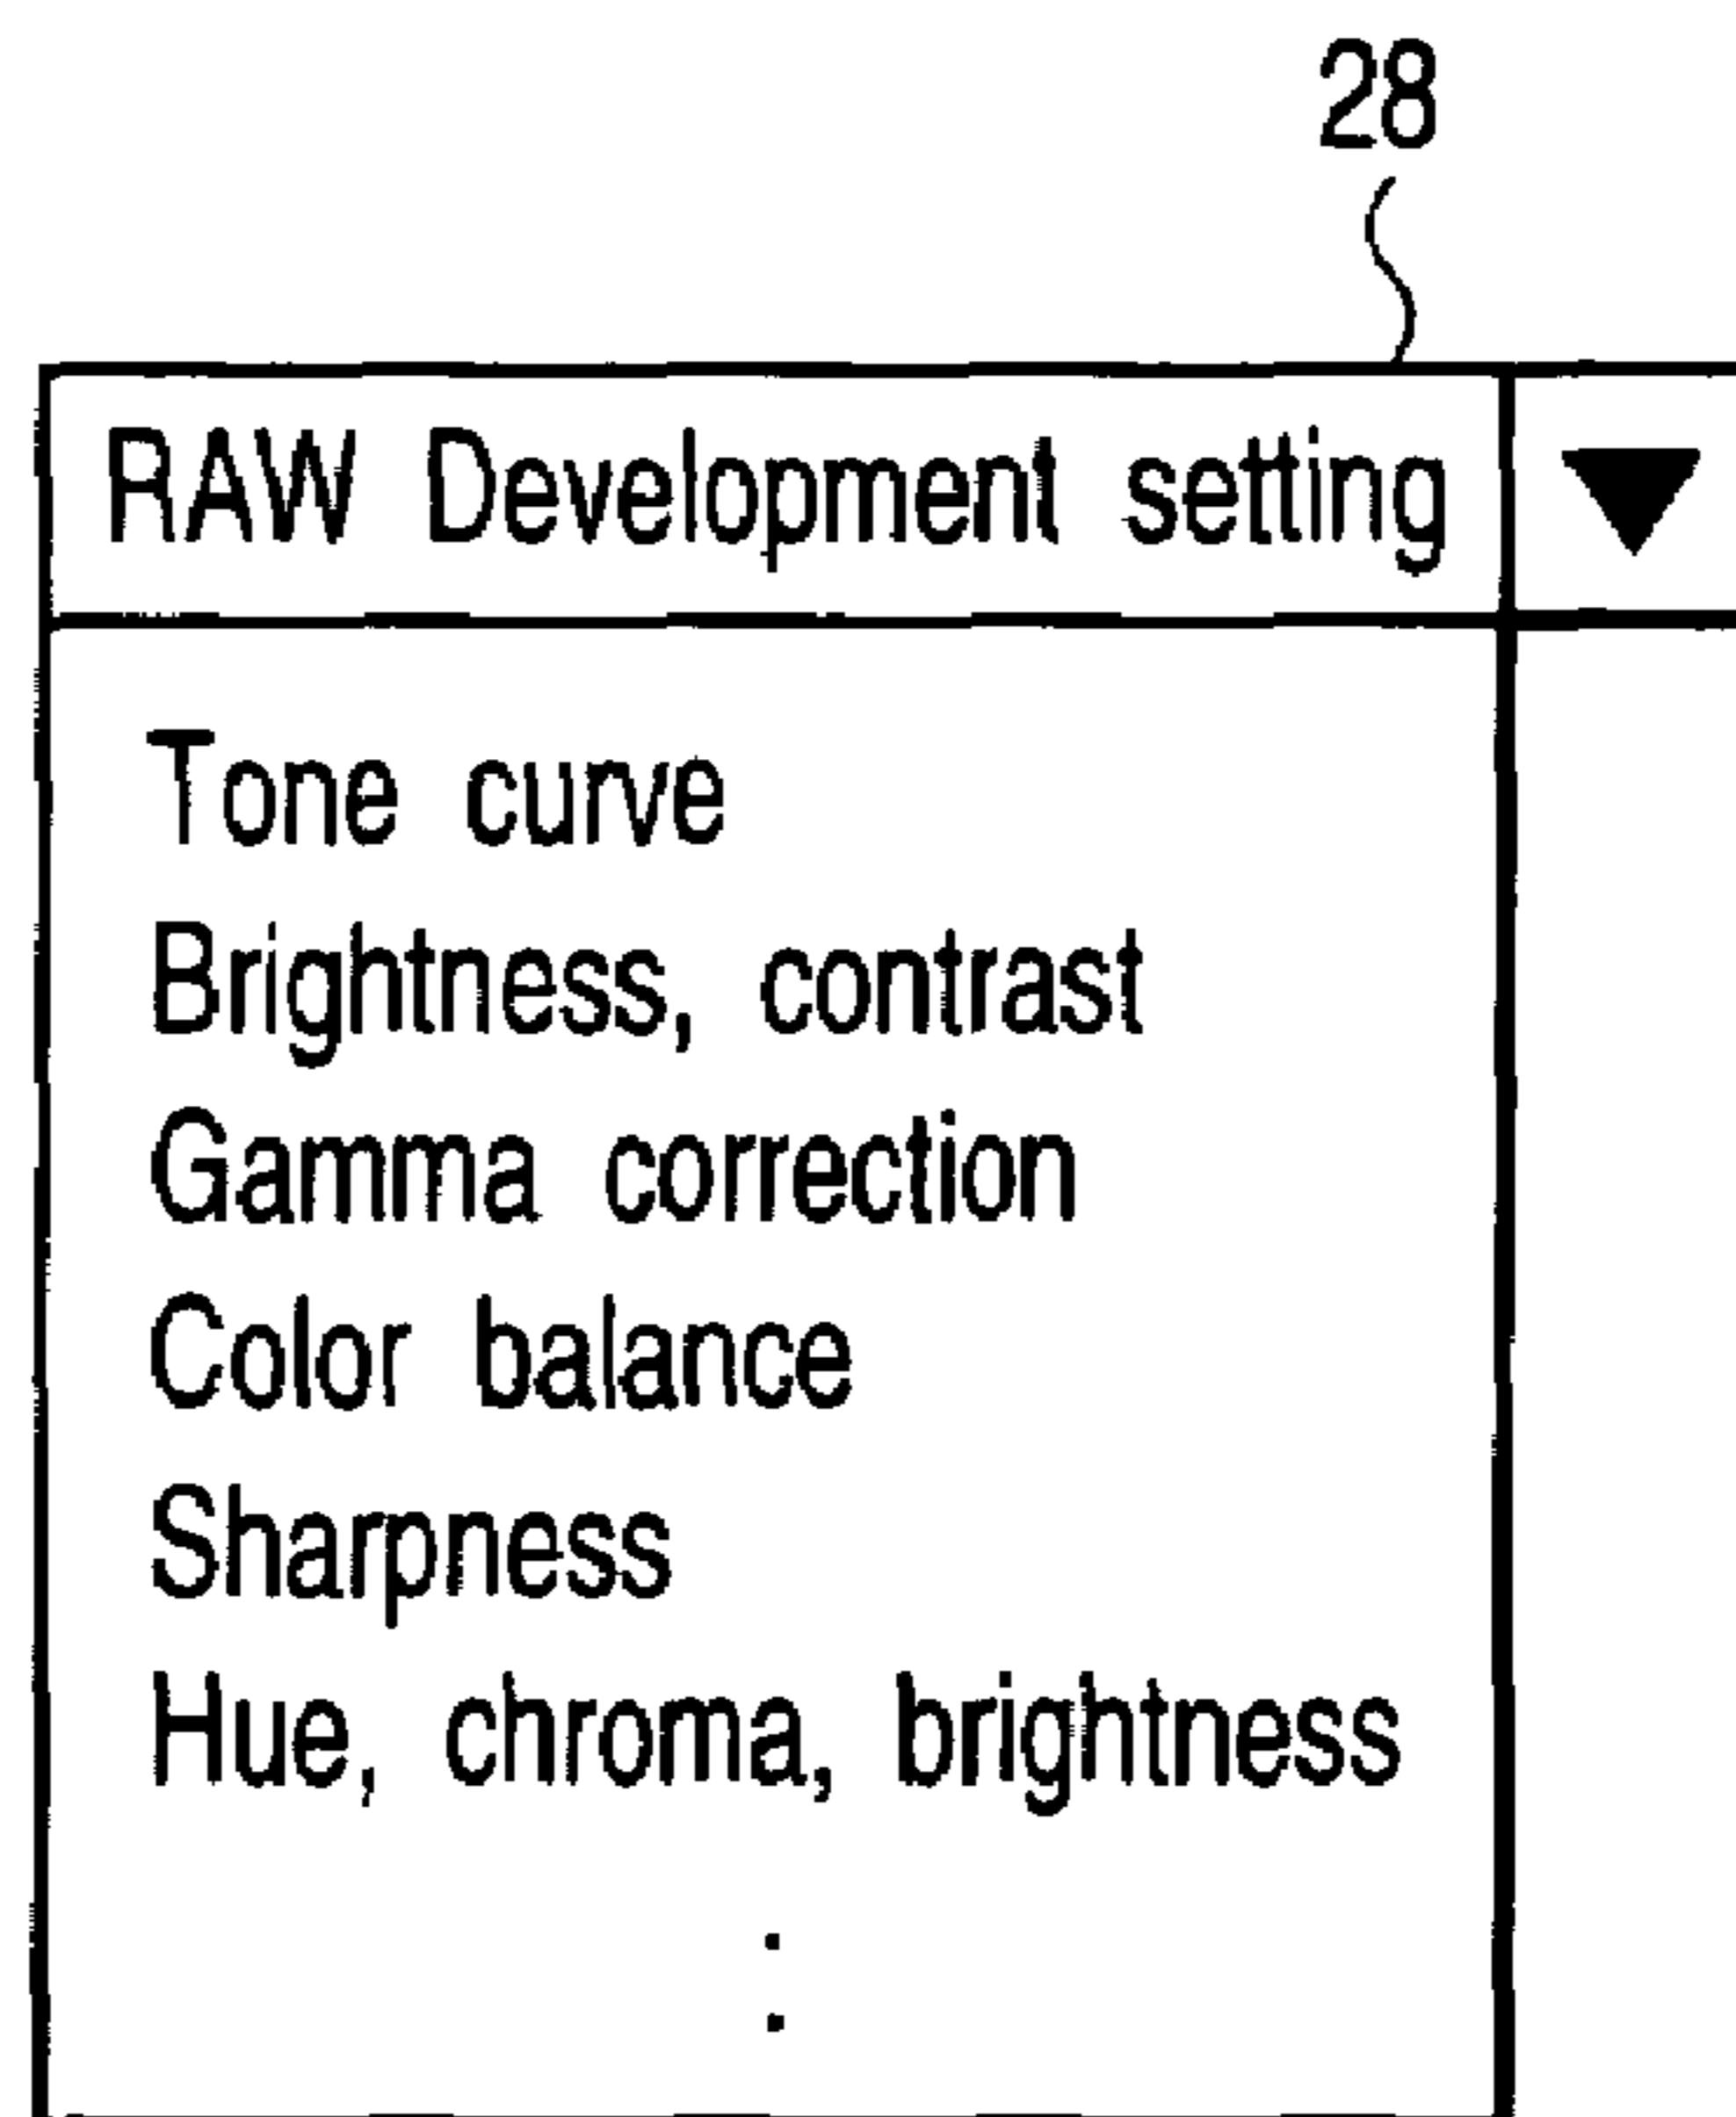 28
RAW Development setting
Tone curve
Brightness, contrast
Gamma correction
Color balance
Sharpness
Hue, chroma, brightness